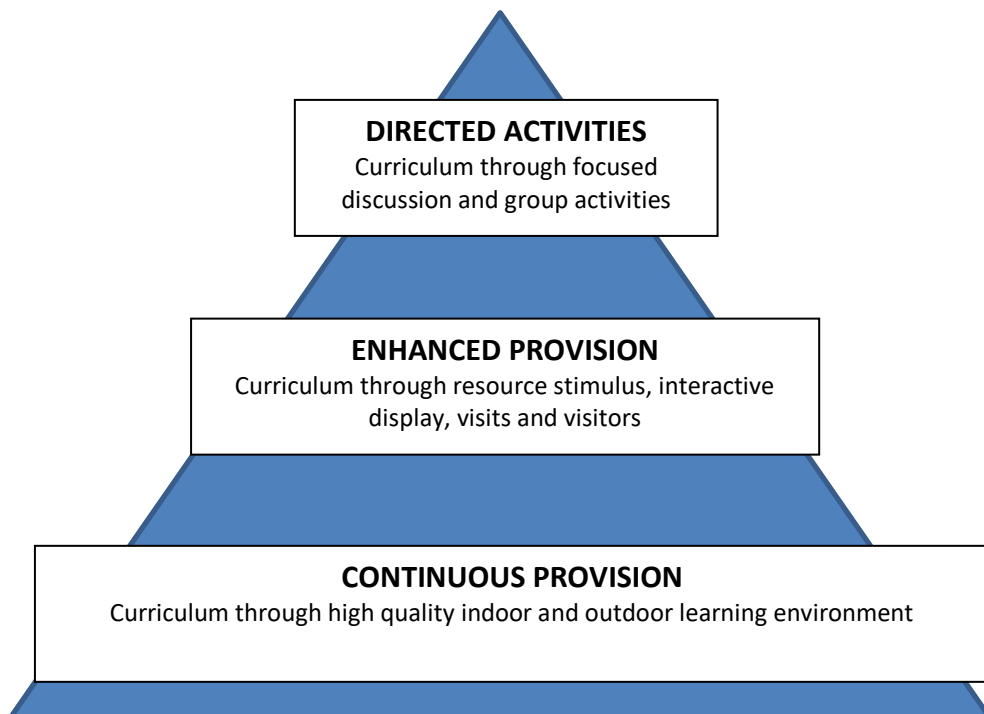 DIRECTED ACTIVITIES
Curriculum through focused
discussion and group activities
ENHANCED PROVISION
Curriculum through resource stimulus, interactive
display, visits and visitors
CONTINUOUS PROVISION
Curriculum through high quality indoor and outdoor learning environment